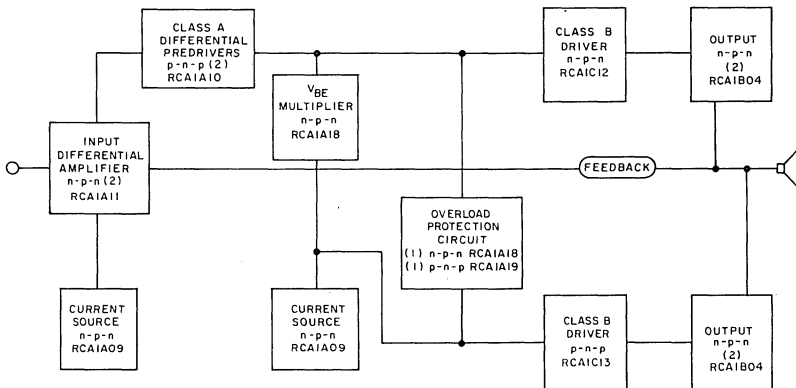 CLASS A
DIFFERENTIAL
PREDRIVERS
p-n-p (2)
RCA1A10
CLASS B
DRIVER
n-p-n
RCA1C12
OUTPUT
n-p-n
(2)
RCA1B04
VBE
MULTIPLIER
n-p-n
RCA1A18
INPUT
DIFFERENTIAL
AMPLIFIER
n-p-n (2)
RCA1A11
FEEDBACK
OVERLOAD
PROTECTION
CIRCUIT
(1) n-p-n RCA1A18
(1) p-n-p RCA1A19
CURRENT
SOURCE
n-p-n
RCA1A09
CURRENT
SOURCE
n-p-n
RCA1A09
CLASS B
DRIVER
p-n-p
RCA1C13
OUTPUT
n-p-n
(2)
RCA1B04